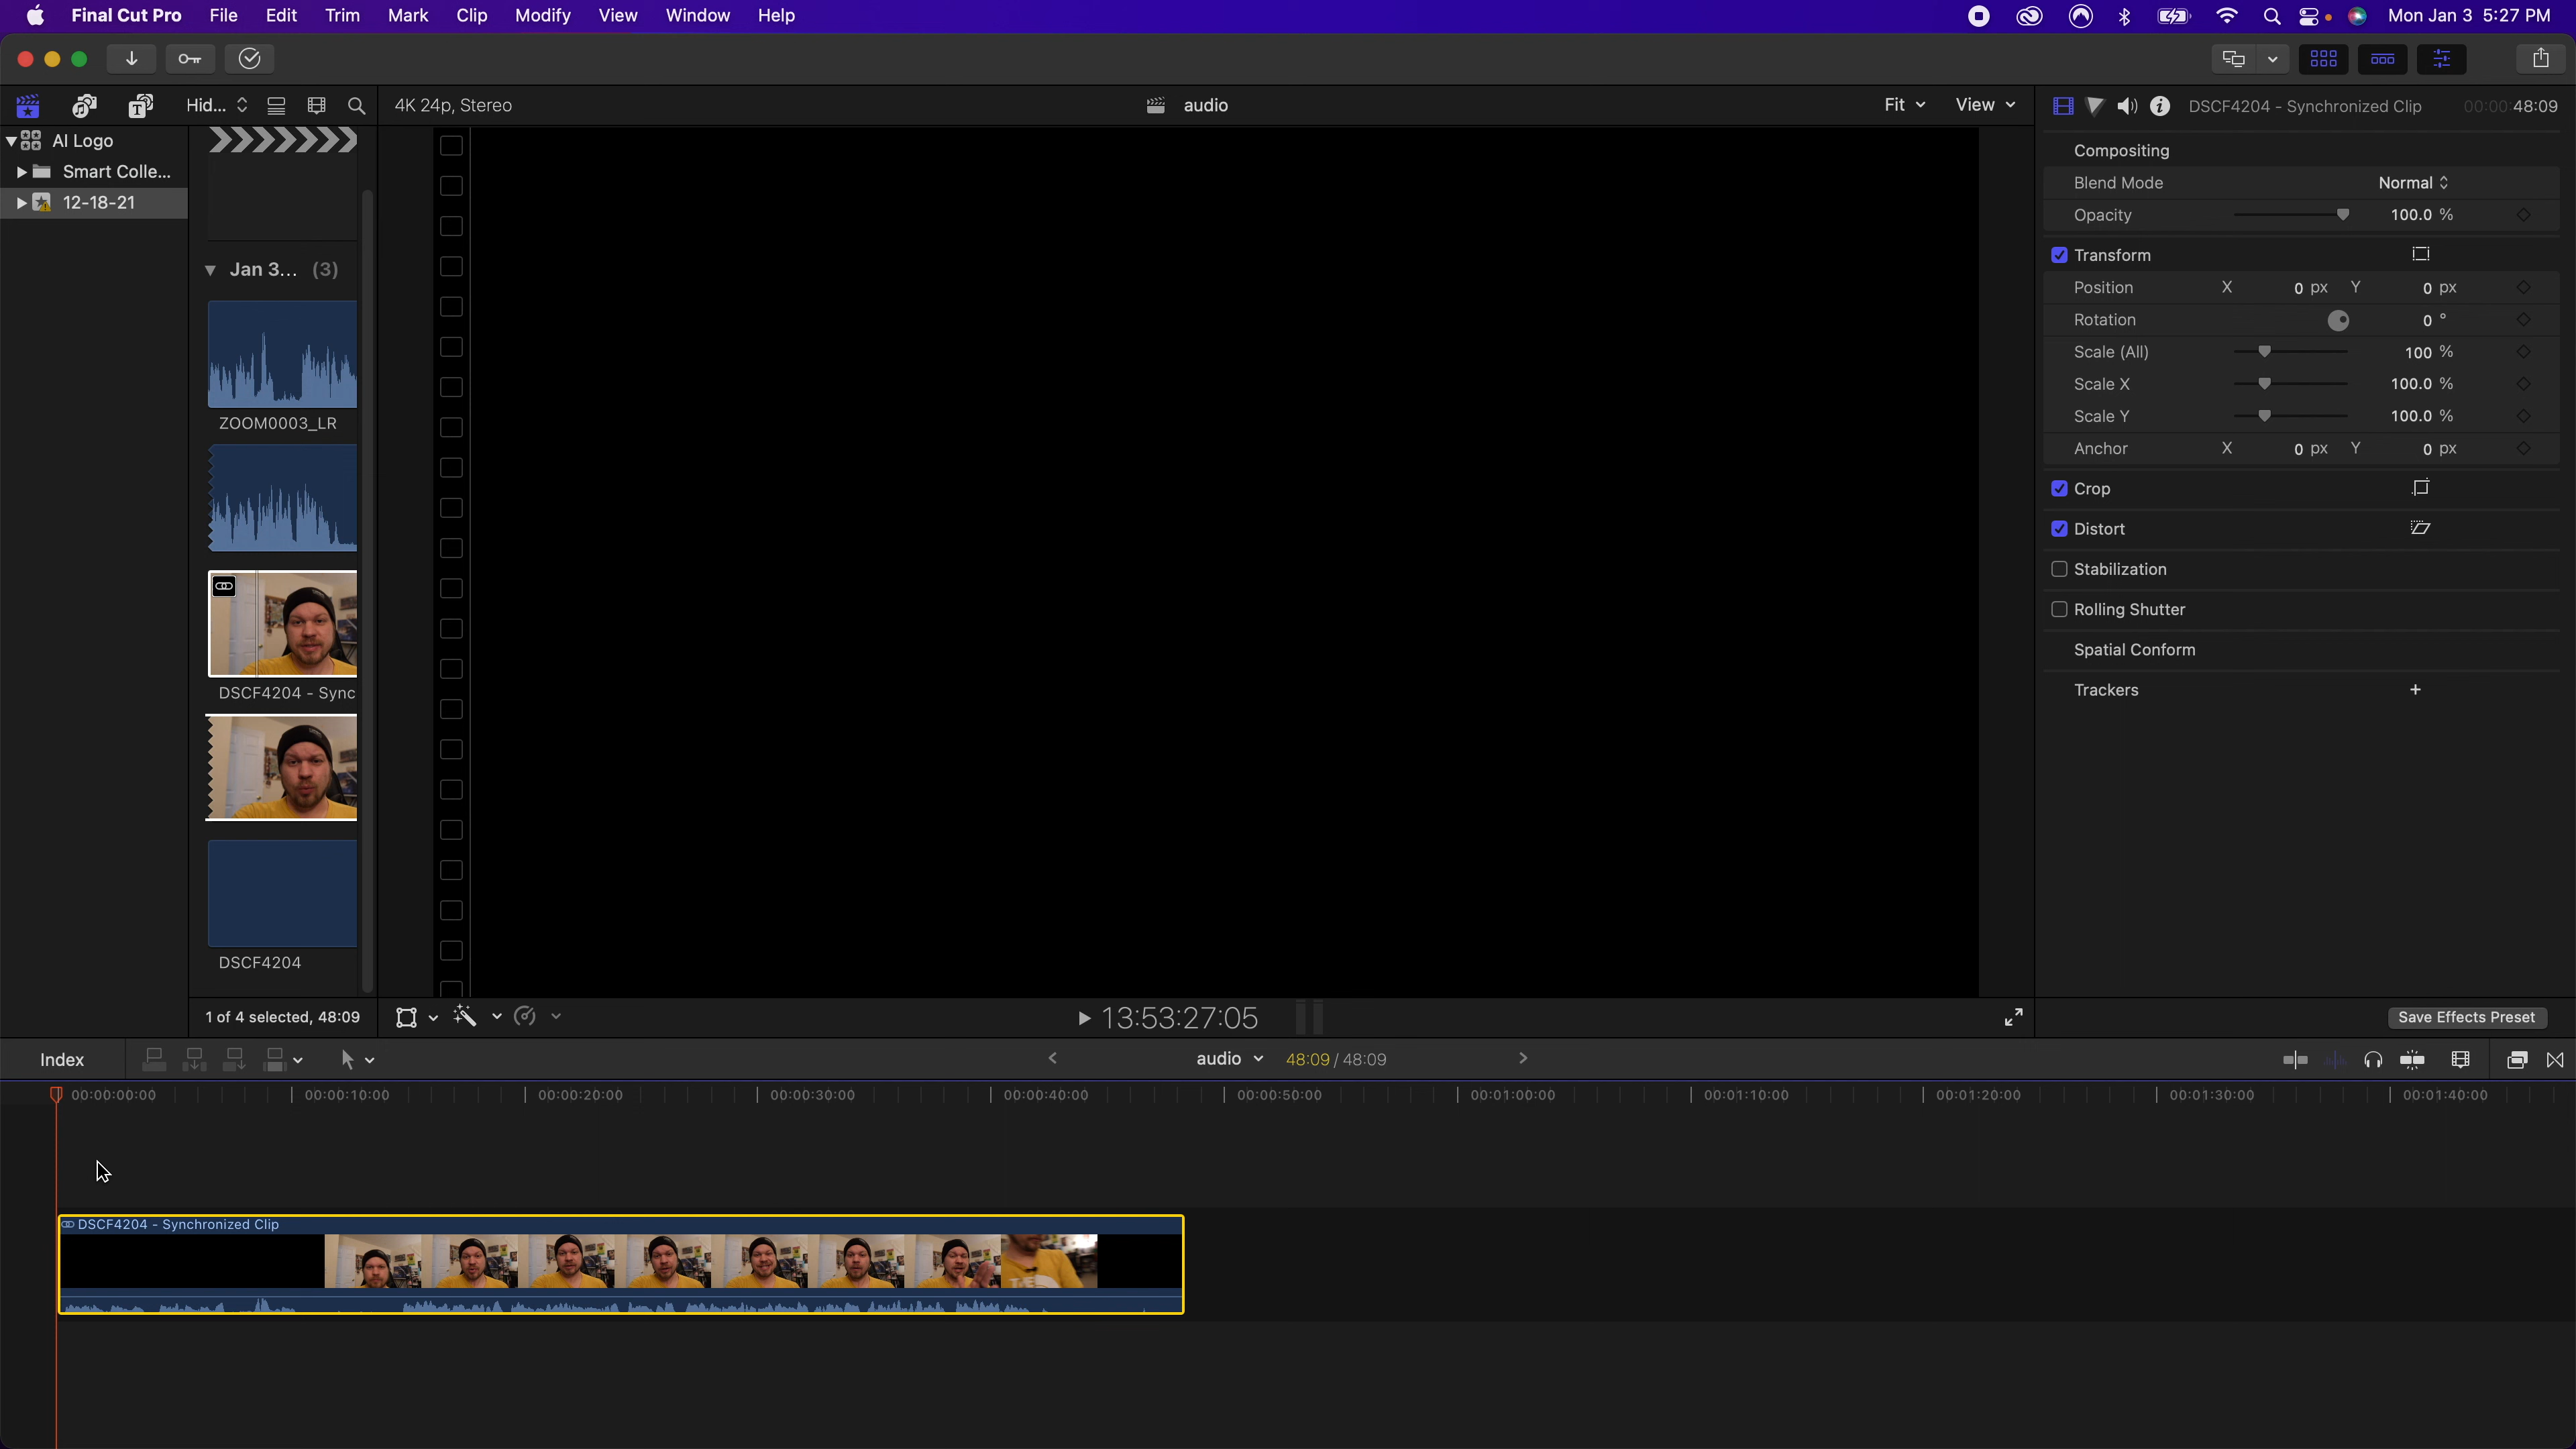 Final Cut Pro File Edit Trim Mark Clip Modify View Window Help Mon Jan 3 5:27 PM
Hid... 4K 24p, Stereo audio Fit View DSCF4204 - Synchronized Clip 00:00:48:09
AI Logo
Smart Colle...
12-18-21
Jan 3... (3)
ZOOM0003_LR
DSCF4204 - Sync
DSCF4204
1 of 4 selected, 48:09
13:53:27:05
Compositing
Blend Mode Normal
Opacity 100.0 %
Transform
Position X 0 px Y 0 px
Rotation 0 °
Scale (All) 100 %
Scale X 100.0 %
Scale Y 100.0 %
Anchor X 0 px Y 0 px
Crop
Distort
Stabilization
Rolling Shutter
Spatial Conform
Trackers +
Save Effects Preset
Index audio 48:09 / 48:09
00:00:00:00 00:00:10:00 00:00:20:00 00:00:30:00 00:00:40:00 00:00:50:00 00:01:00:00 00:01:10:00 00:01:20:00 00:01:30:00 00:01:40:00
DSCF4204 - Synchronized Clip